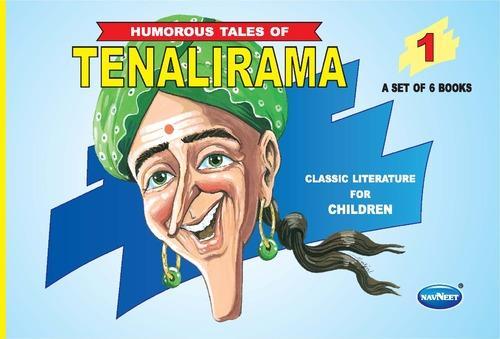 HUMOROUS TALES OF
TENALIRAMA
1
A SET OF 6 BOOKS
CLASSIC LITERATURE
FOR
CHILDREN
NAVNEET